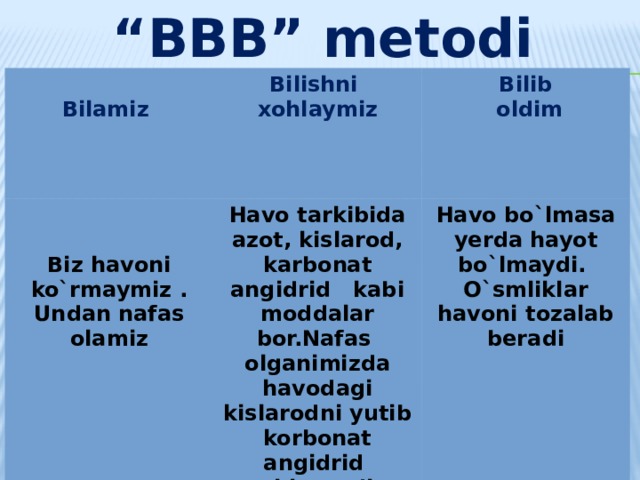 “BBB” metodi
Bilamiz
Bilishni
xohlaymiz
Bilib
oldim
Biz havoni
ko`rmaymiz .
Undan nafas
olamiz
Havo tarkibida
azot, kislarod,
karbonat
angidrid kabi
moddalar
bor.Nafas
olganimizda
havodagi
kislarodni yutib
korbonat
angidrid
Havo bo`lmasa
yerda hayot
bo`lmaydi.
O`smliklar
havoni tozalab
beradi